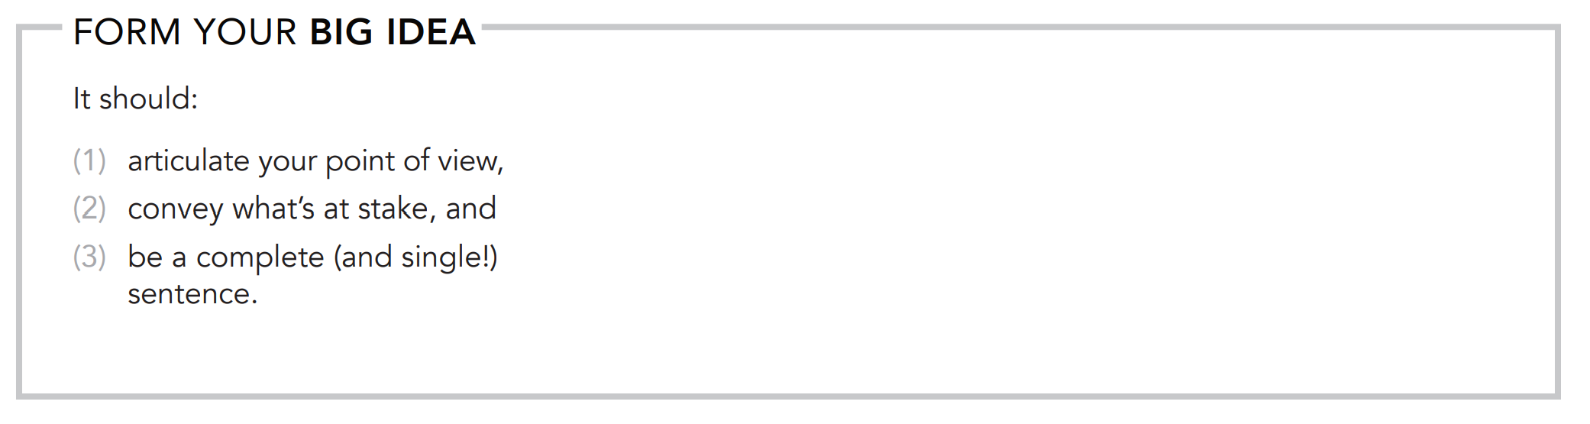 FORM YOUR BIG IDEA
It should:
(1) articulate your point of view,
(2) convey what's at stake, and
(3) be a complete (and single!)
sentence.